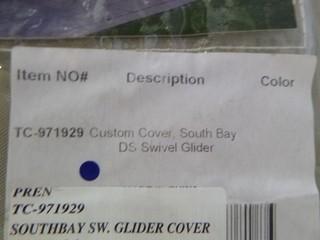 Item NO# Description Color
TC-971929 Custom Cover, South Bay
DS Swivel Glider
PREN
TC-971929
SOUTHBAY SW. GLIDER COVER